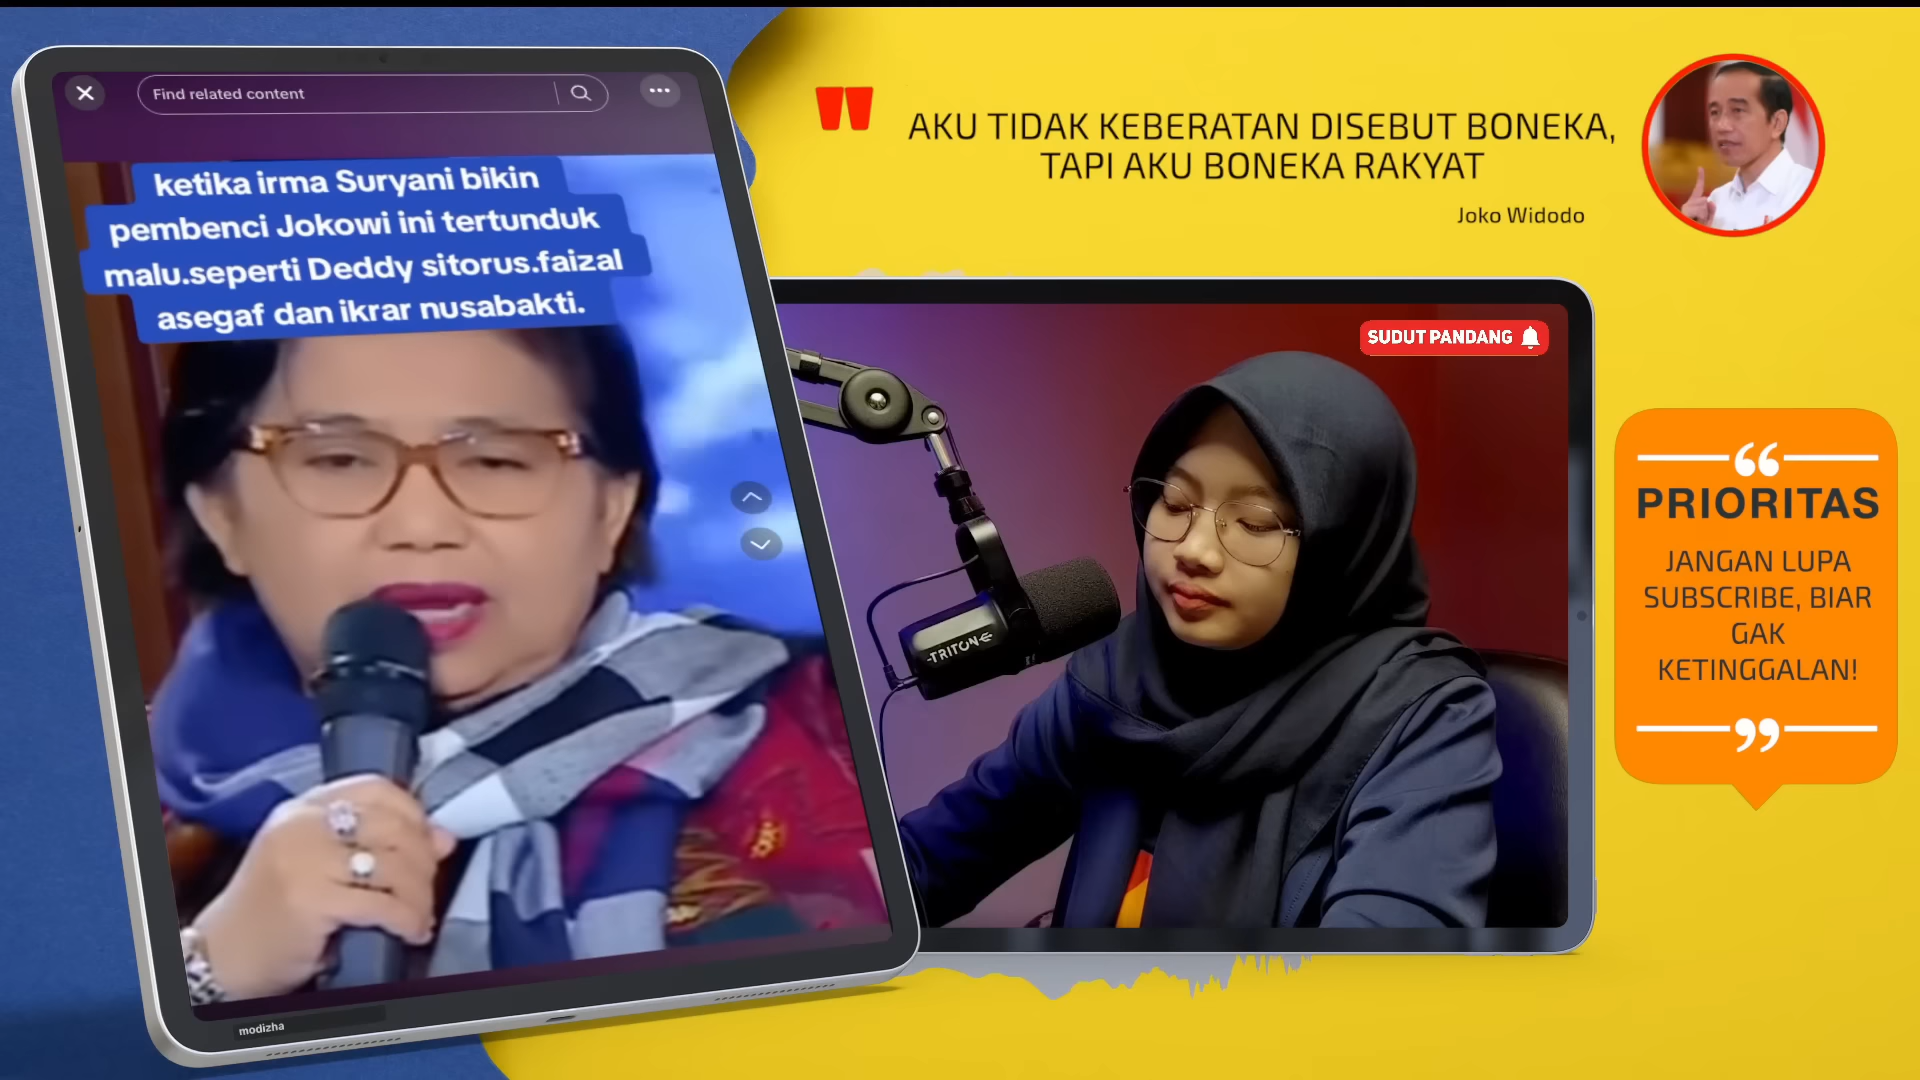 Find related content
ketika irma Suryani bikin
pembenci Jokowi ini tertunduk
malu.seperti Deddy sitorus.faizal
asegaf dan ikrar nusabakti.
modizha
" AKU TIDAK KEBERATAN DISEBUT BONEKA,
TAPI AKU BONEKA RAKYAT
Joko Widodo
SUDUT PANDANG
TRITON
“
PRIORITAS
JANGAN LUPA
SUBSCRIBE, BIAR
GAK
KETINGGALAN!
”